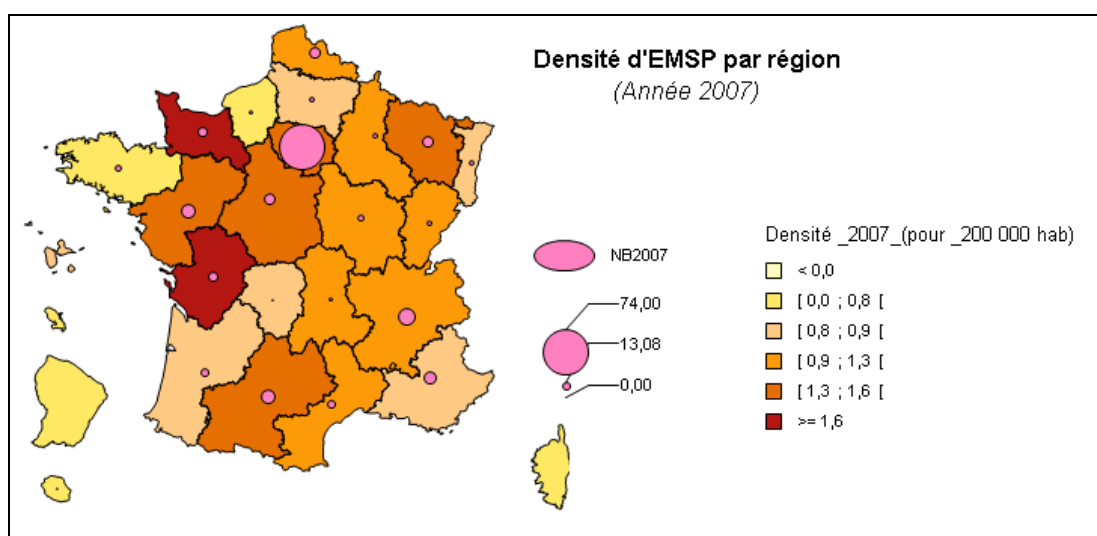 Densité d'EMSP par région
(Année 2007)
NB2007
74,00
13,08
0,00
Densité _2007_(pour _200 000 hab)
< 0,0
[ 0,0 ; 0,8 [
[ 0,8 ; 0,9 [
[ 0,9 ; 1,3 [
[ 1,3 ; 1,6 [
>= 1,6